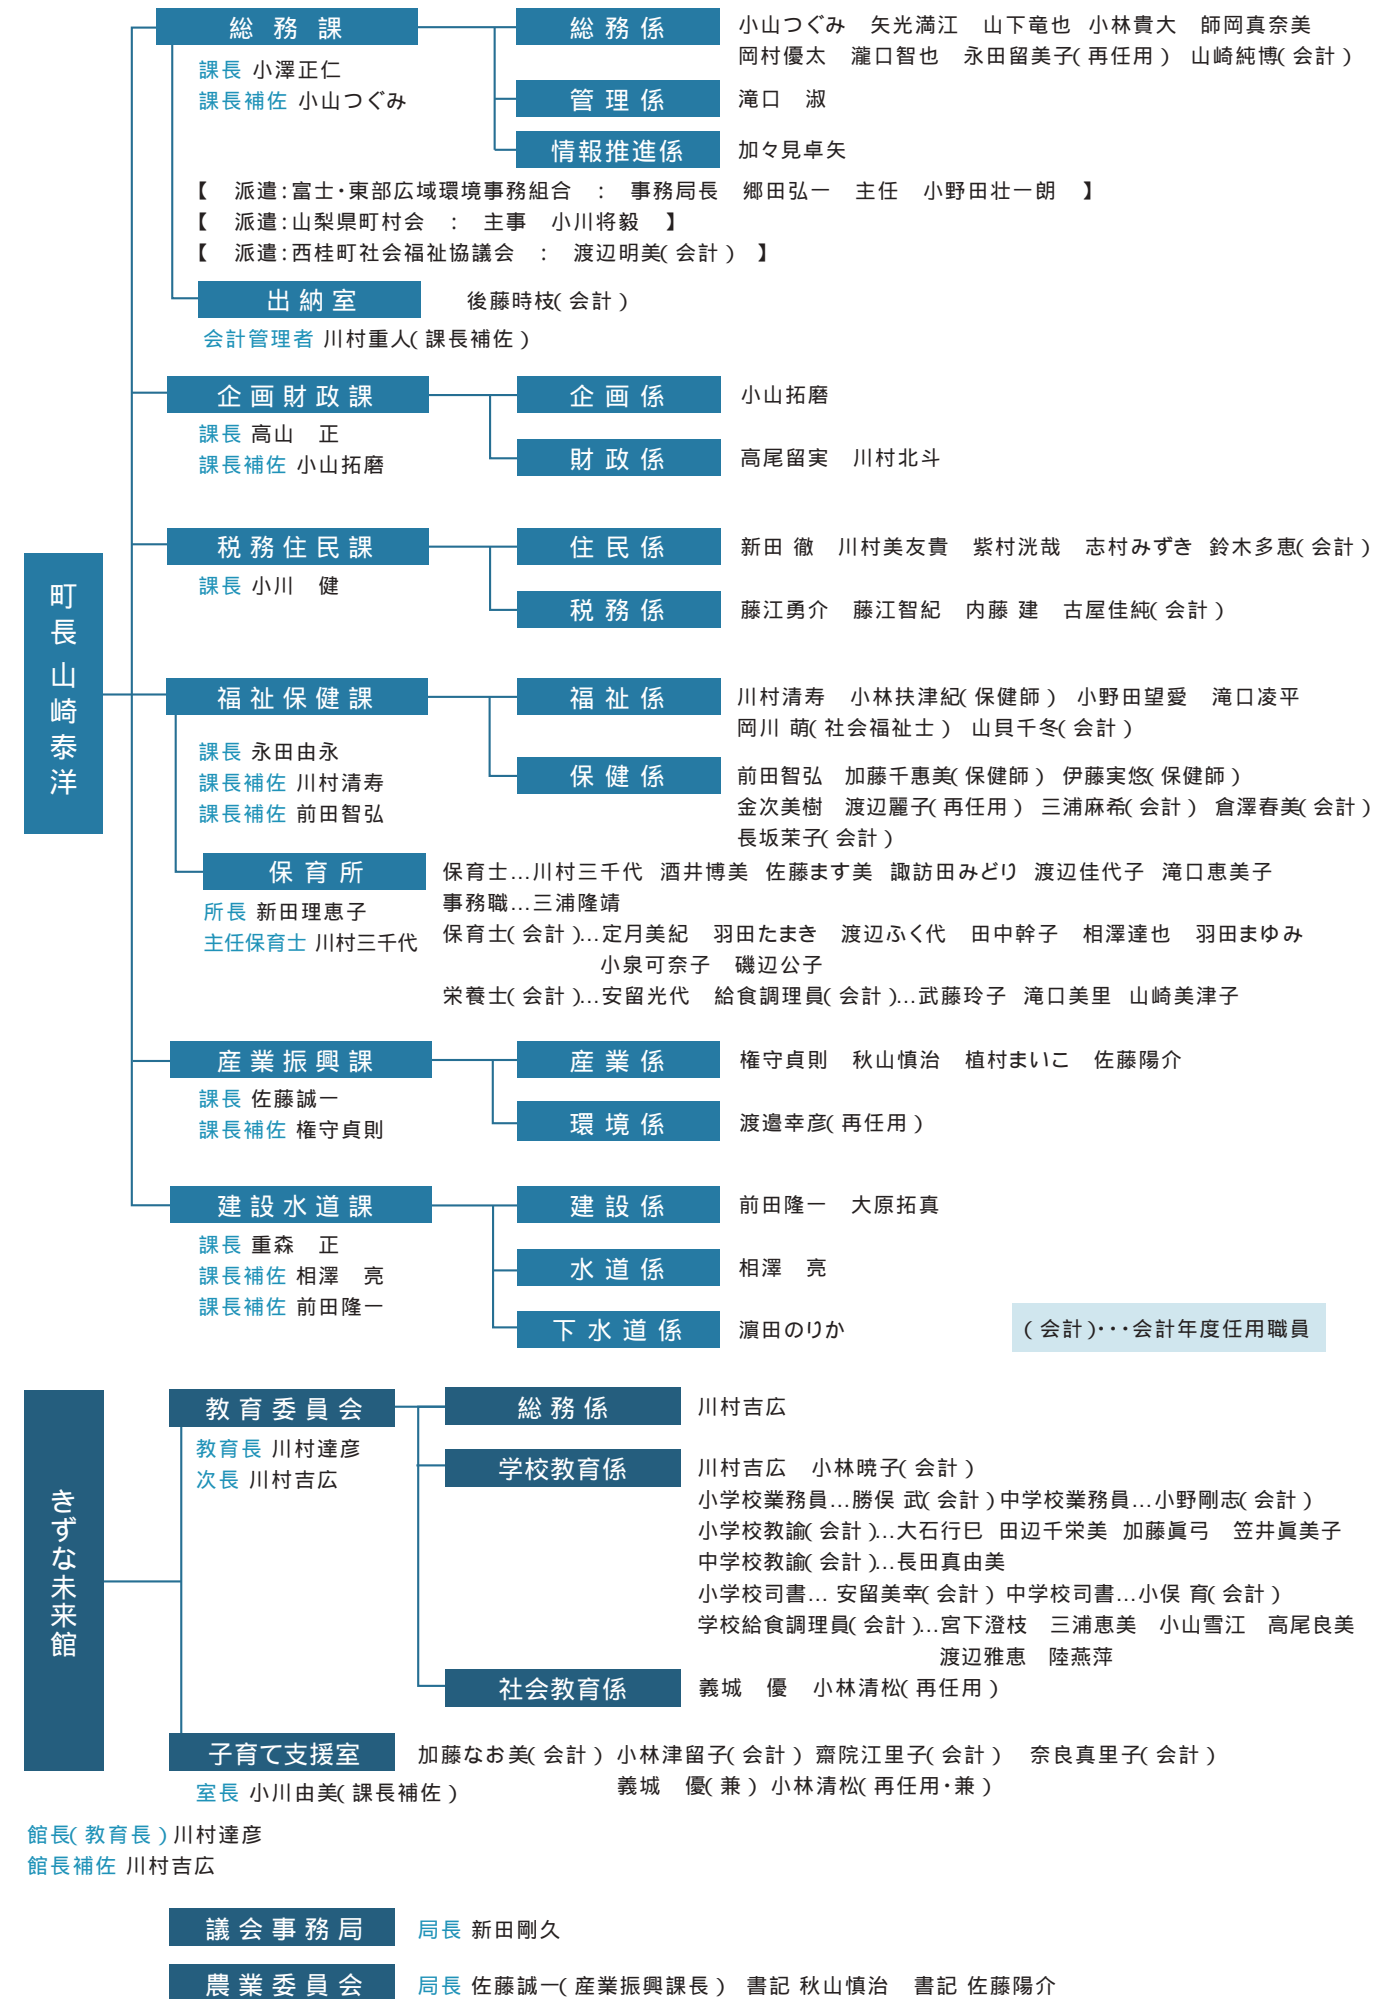 総務課
課長 小澤正仁
課長補佐 小山つぐみ
総務係
小山つぐみ　矢光満江　山下竜也　小林貴大　師岡真奈美
岡村優太　瀧口智也　永田留美子(再任用)　山崎純博(会計)
管理係
滝口　淑
情報推進係
加々見卓矢
【　派遣:富士・東部広域環境事務組合　:　事務局長　郷田弘一　主任　小野田壮一朗　】
【　派遣:山梨県町村会　:　主事　小川将毅　】
【　派遣:西桂町社会福祉協議会　:　渡辺明美(会計)　】
出納室
後藤時枝(会計)
会計管理者 川村重人(課長補佐)
企画財政課
課長 高山　正
課長補佐 小山拓磨
企画係
小山拓磨
財政係
高尾留実　川村北斗
税務住民課
課長 小川　健
住民係
新田 徹　川村美友貴　紫村洸哉　志村みずき　鈴木多恵(会計)
税務係
藤江勇介　藤江智紀　内藤 建　古屋佳純(会計)
町長 山崎泰洋
福祉保健課
課長 永田由永
課長補佐 川村清寿
課長補佐 前田智弘
福祉係
川村清寿　小林扶津紀(保健師)　小野田望愛　滝口凌平
岡川 萌(社会福祉士)　山貝千冬(会計)
保健係
前田智弘　加藤千惠美(保健師)　伊藤実悠(保健師)
金次美樹　渡辺麗子(再任用)　三浦麻希(会計)　倉澤春美(会計)
長坂茉子(会計)
保育所
所長 新田理恵子
主任保育士 川村三千代
保育士…川村三千代　酒井博美　佐藤ます美　諏訪田みどり　渡辺佳代子　滝口恵美子
事務職…三浦隆靖
保育士(会計)…定月美紀　羽田たまき　渡辺ふく代　田中幹子　相澤達也　羽田まゆみ
小泉可奈子　磯辺公子
栄養士(会計)…安留光代　給食調理員(会計)…武藤玲子　滝口美里　山崎美津子
産業振興課
課長 佐藤誠一
課長補佐 権守貞則
産業係
権守貞則　秋山慎治　植村まいこ　佐藤陽介
環境係
渡邉幸彦(再任用)
建設水道課
課長 重森　正
課長補佐 相澤　亮
課長補佐 前田隆一
建設係
前田隆一　大原拓真
水道係
相澤　亮
下水道係
濵田のりか
(会計)・・・会計年度任用職員
きずな未来館
教育委員会
教育長 川村達彦
次長 川村吉広
総務係
川村吉広
学校教育係
川村吉広　小林暁子(会計)
小学校業務員…勝俣 武(会計) 中学校業務員…小野剛志(会計)
小学校教諭(会計)…大石行巳　田辺千栄美　加藤眞弓　笠井眞美子
中学校教諭(会計)…長田真由美
小学校司書… 安留美幸(会計) 中学校司書…小俣 育(会計)
学校給食調理員(会計)…宮下澄枝　三浦恵美　小山雪江　高尾良美
渡辺雅恵　陸燕萍
社会教育係
義城　優　小林清松(再任用)
子育て支援室
加藤なお美(会計) 小林津留子(会計) 齋院江里子(会計)　奈良真里子(会計)
義城　優(兼) 小林清松(再任用・兼)
室長 小川由美(課長補佐)
館長(教育長) 川村達彦
館長補佐 川村吉広
議会事務局
局長 新田剛久
農業委員会
局長 佐藤誠一(産業振興課長)　書記 秋山慎治　書記 佐藤陽介